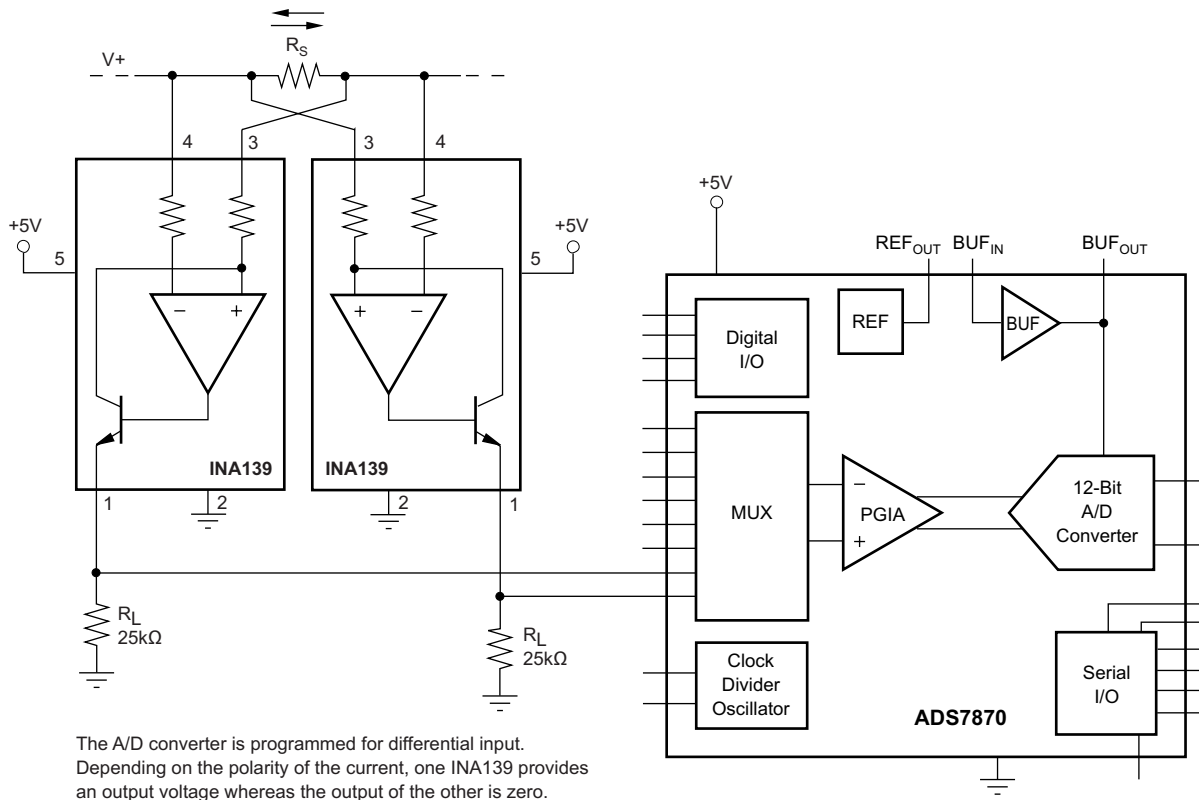 R_S
V+
4
3
3
4
+5V
+5V
+5V
5
5
REF_OUT
BUF_IN
BUF_OUT
−
+
+
−
REF
BUF
Digital
I/O
INA139
INA139
1
2
2
1
MUX
−
PGIA
+
12-Bit
A/D
Converter
R_L
25kΩ
R_L
25kΩ
Clock
Divider
Oscillator
Serial
I/O
ADS7870
The A/D converter is programmed for differential input.
Depending on the polarity of the current, one INA139 provides
an output voltage whereas the output of the other is zero.